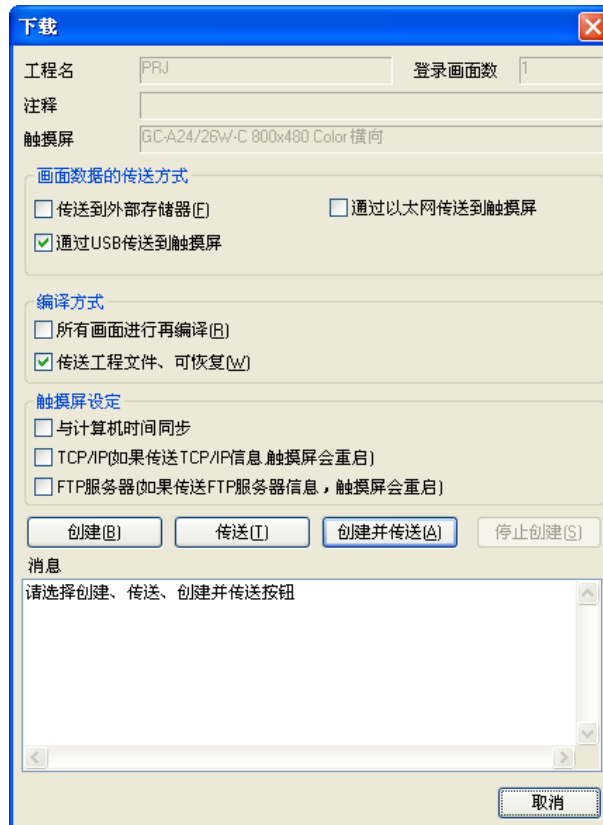 下载
工程名 PRJ 登录画面数 1
注释
触摸屏 GC-A24/26W-C 800x480 Color 横向
画面数据的传送方式
传送到外部存储器(F) 通过以太网传送到触摸屏
通过USB传送到触摸屏
编译方式
所有画面进行再编译(R)
传送工程文件、可恢复(W)
触摸屏设定
与计算机时间同步
TCP/IP(如果传送TCP/IP信息,触摸屏会重启)
FTP服务器(如果传送FTP服务器信息，触摸屏会重启)
创建(B) 传送(T) 创建并传送(A) 停止创建(S)
消息
请选择创建、传送、创建并传送按钮
取消